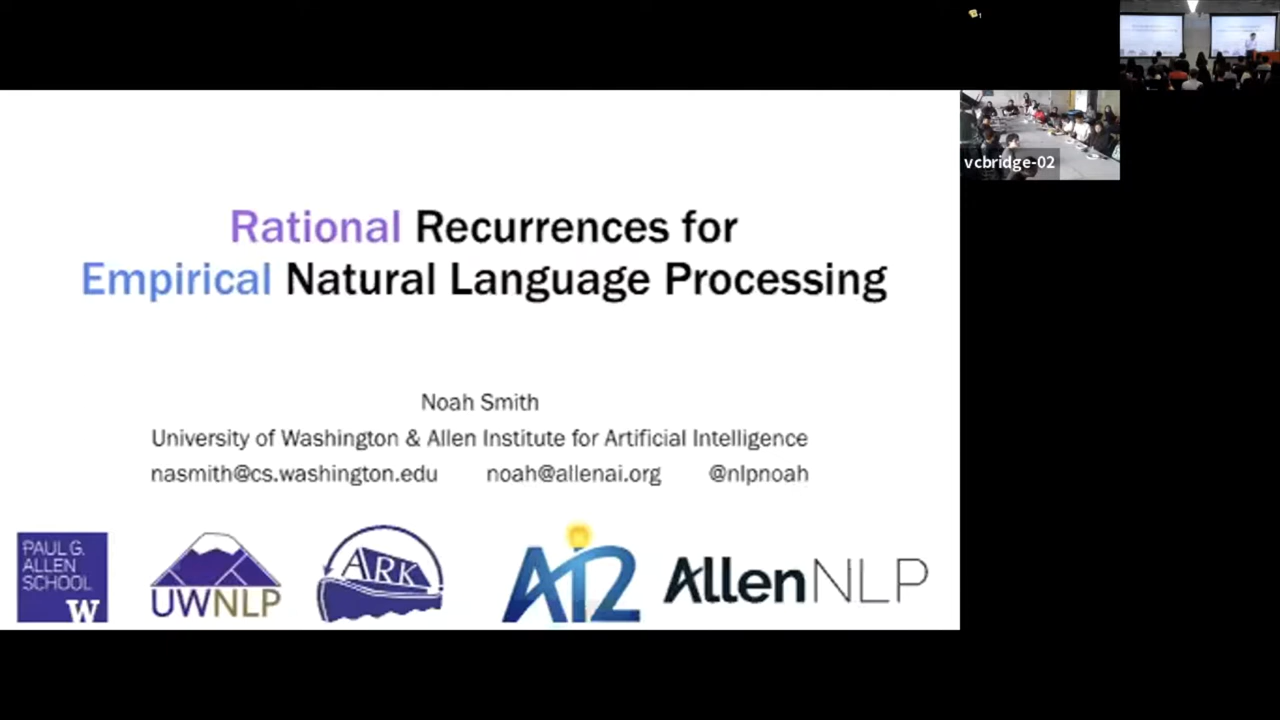 Rational Recurrences for
Empirical Natural Language Processing
Noah Smith
University of Washington & Allen Institute for Artificial Intelligence
nasmith@cs.washington.edu noah@allenai.org @nlpnoah
PAUL G.
ALLEN
SCHOOL
W
UWNLP
ARK
AI2
AllenNLP
vcbridge-02